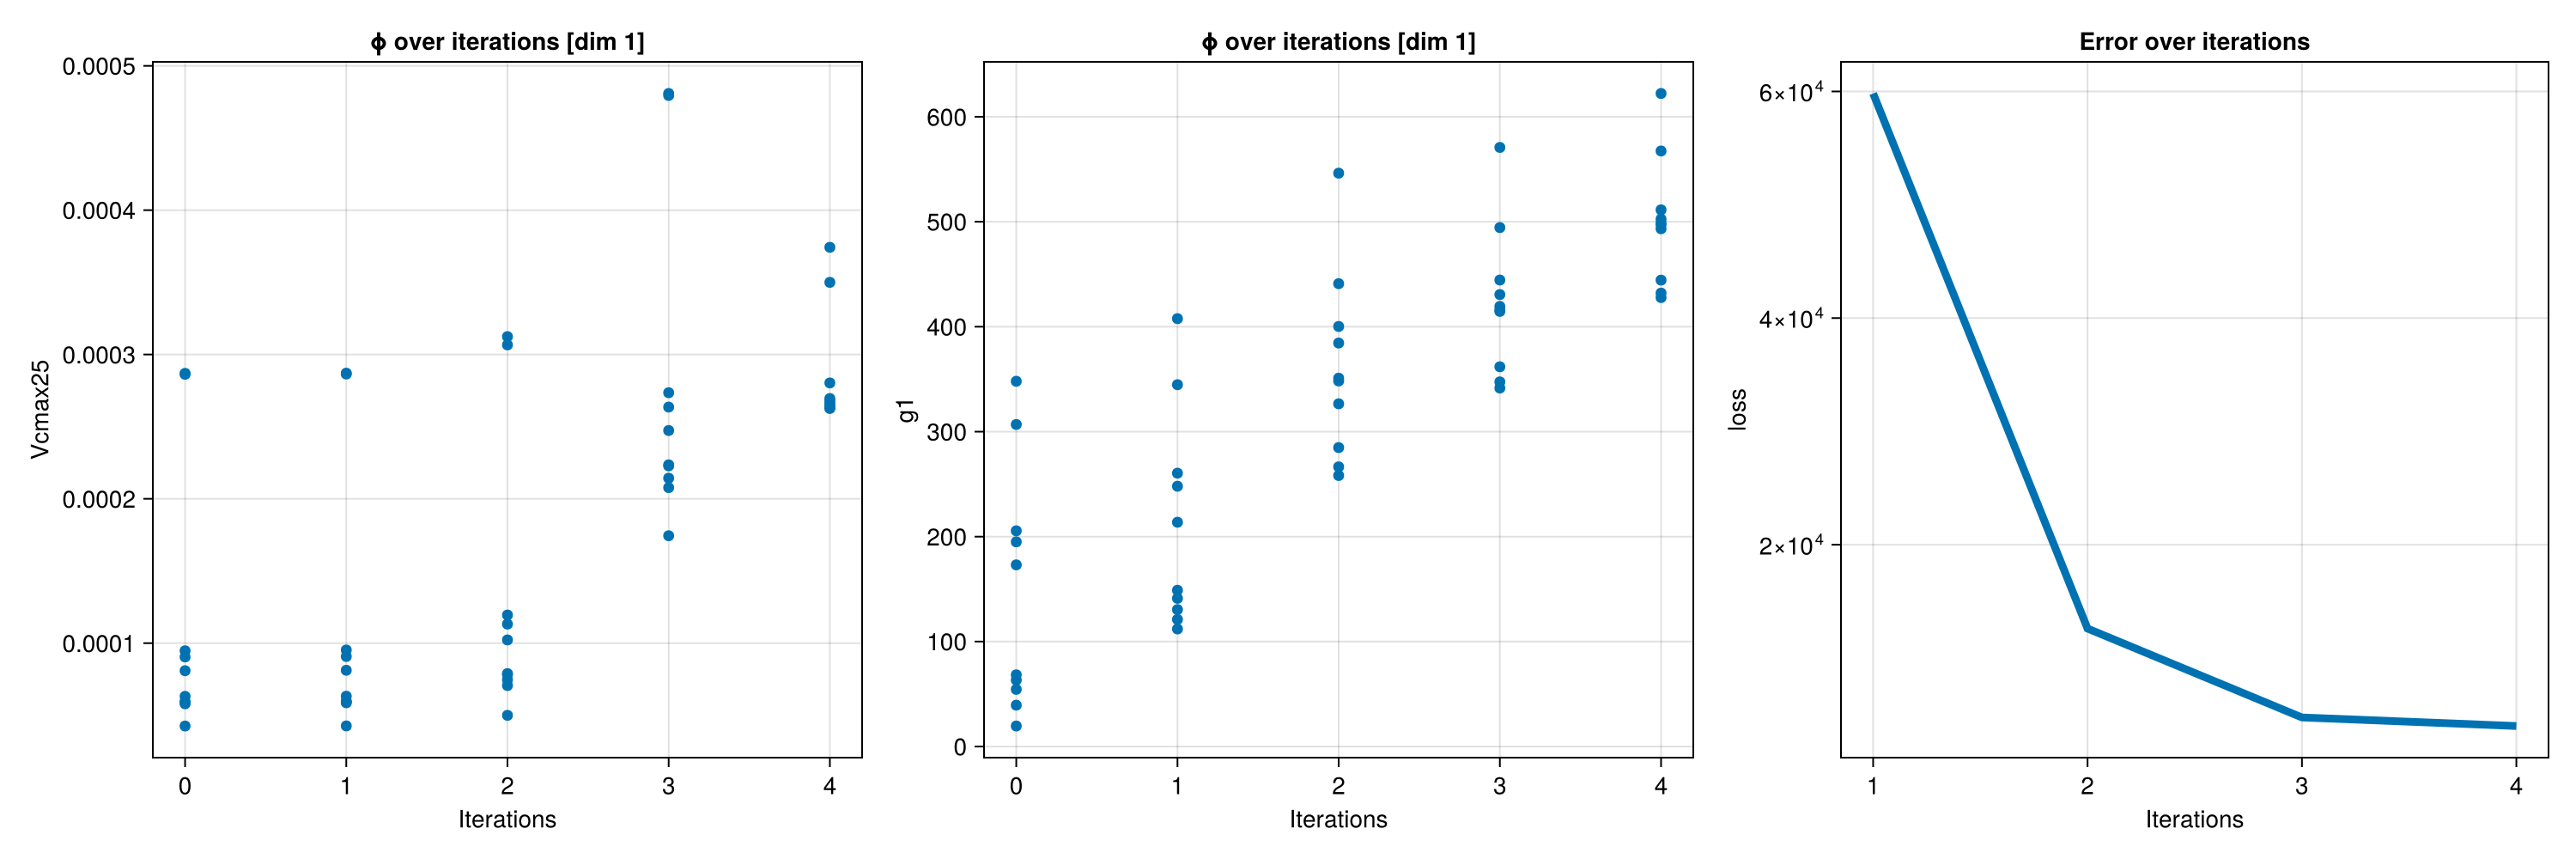 ϕ over iterations [dim 1]
0.0005
0.0004
0.0003
0.0002
0.0001
Vcmax25
0 1 2 3 4
Iterations
ϕ over iterations [dim 1]
600
500
400
300
200
100
0
g1
0 1 2 3 4
Iterations
Error over iterations
6×10⁴
4×10⁴
2×10⁴
loss
1 2 3 4
Iterations